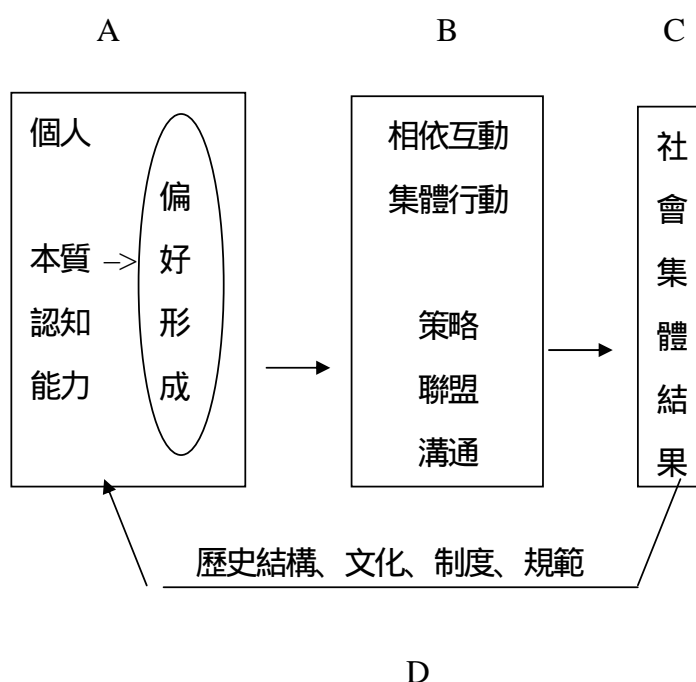 A
B
C
個人
本質 –>
認知
能力
偏好形成
相依互動
集體行動
策略
聯盟
溝通
社會集體結果
歷史結構、文化、制度、規範
D